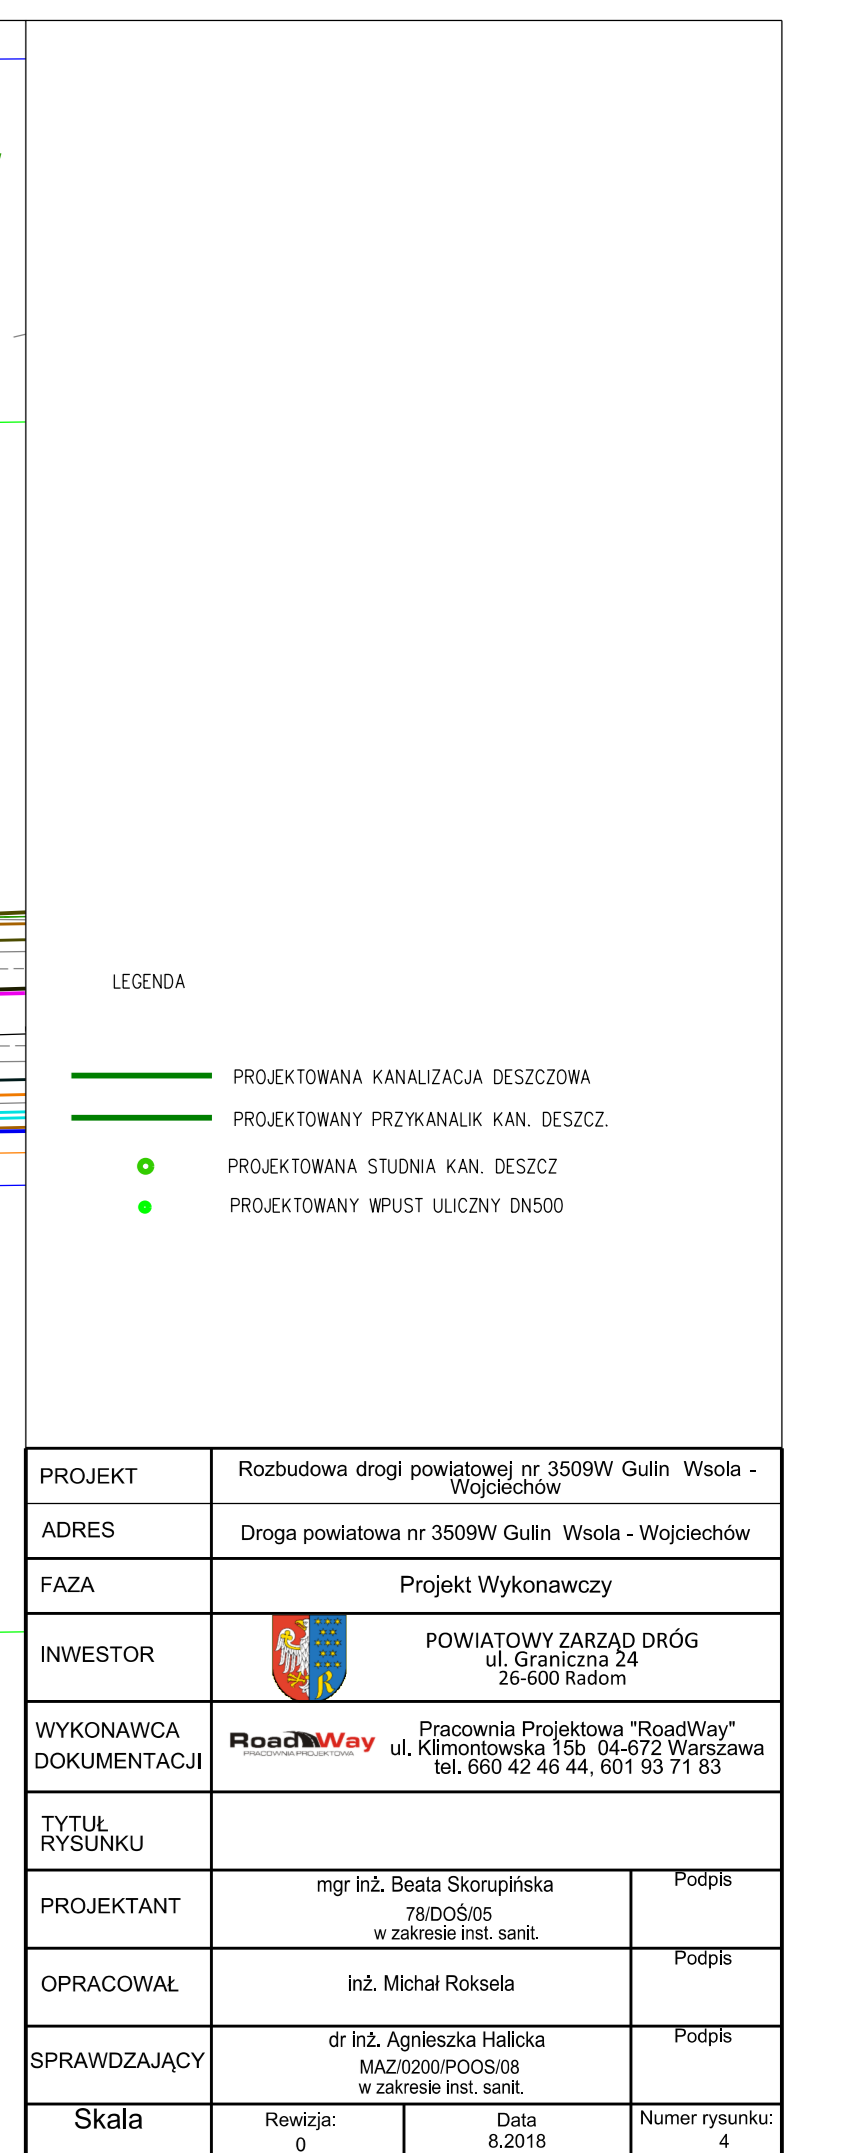 LEGENDA
PROJEKTOWANA KANALIZACJA DESZCZOWA
PROJEKTOWANY PRZYKANALIK KAN. DESZCZ.
PROJEKTOWANA STUDNIA KAN. DESZCZ
PROJEKTOWANY WPUST ULICZNY DN500
PROJEKT
Rozbudowa drogi powiatowej nr 3509W Gulin Wsola -
Wojciechów
ADRES
Droga powiatowa nr 3509W Gulin Wsola - Wojciechów
FAZA
Projekt Wykonawczy
INWESTOR
R
POWIATOWY ZARZĄD DRÓG
ul. Graniczna 24
26-600 Radom
WYKONAWCA
DOKUMENTACJI
RoadWay
PRACOWNIA PROJEKTOWA
Pracownia Projektowa "RoadWay"
ul. Klimontowska 15b 04-672 Warszawa
tel. 660 42 46 44, 601 93 71 83
TYTUŁ
RYSUNKU
PROJEKTANT
mgr inż. Beata Skorupińska
78/DOŚ/05
w zakresie inst. sanit.
Podpis
OPRACOWAŁ
inż. Michał Roksela
Podpis
SPRAWDZAJĄCY
dr inż. Agnieszka Halicka
MAZ/0200/POOS/08
w zakresie inst. sanit.
Podpis
Skala
Rewizja:
0
Data
8.2018
Numer rysunku:
4